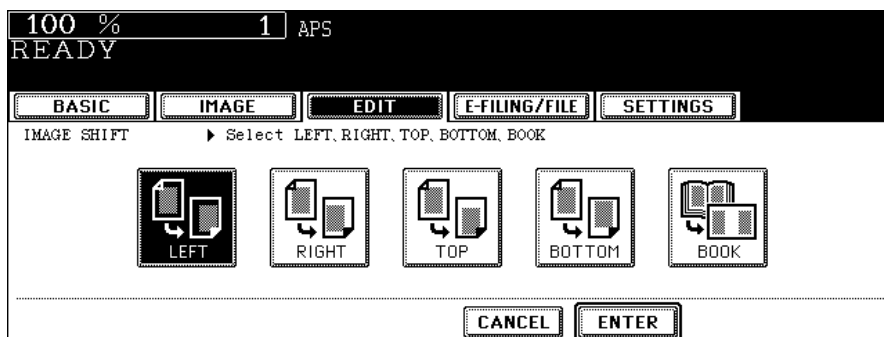 100 % 1 APS
READY
BASIC IMAGE EDIT E-FILING/FILE SETTINGS
IMAGE SHIFT Select LEFT, RIGHT, TOP, BOTTOM, BOOK
LEFT RIGHT TOP BOTTOM BOOK
CANCEL ENTER